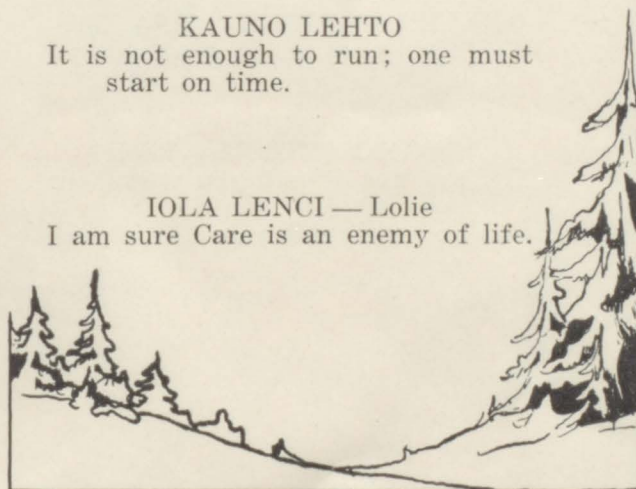 KAUNO LEHTO
It is not enough to run; one must
start on time.
IOLA LENCI — Lolie
I am sure Care is an enemy of life.